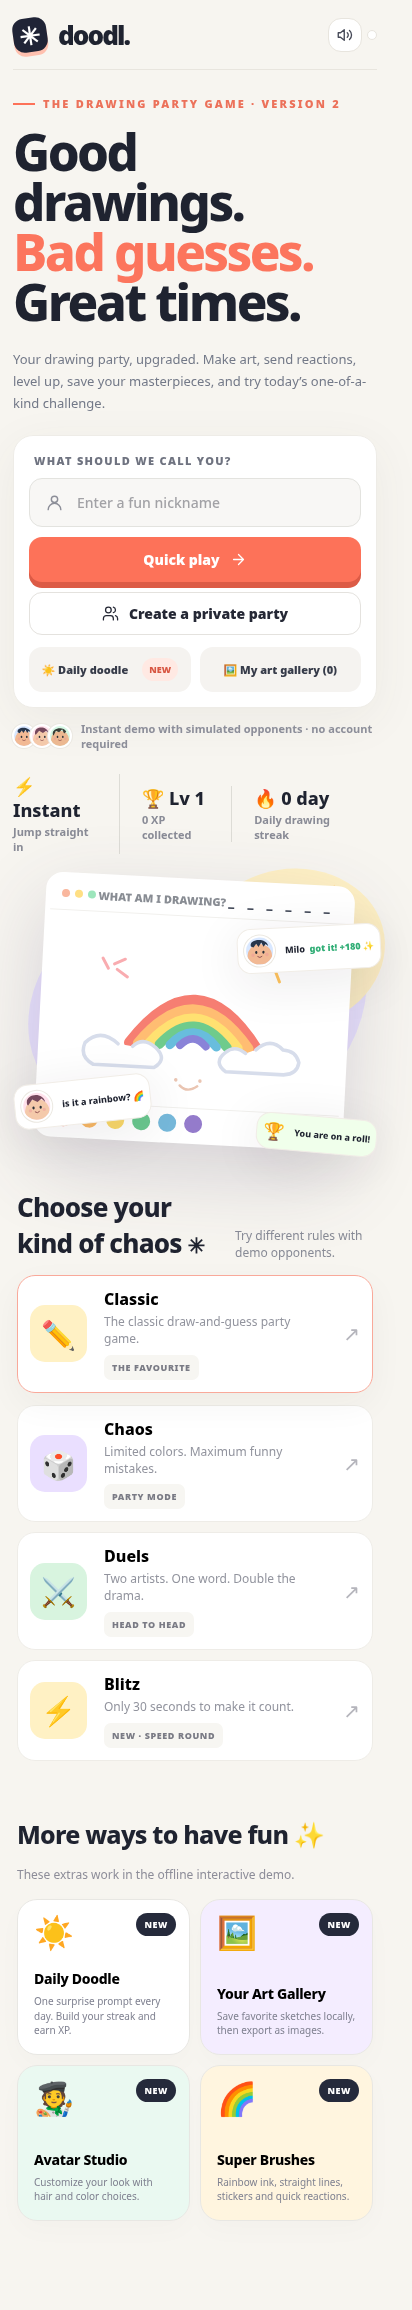 doodl.
THE DRAWING PARTY GAME · VERSION 2
Good
drawings.
Bad guesses.
Great times.
Your drawing party, upgraded. Make art, send reactions,
level up, save your masterpieces, and try today's one-of-a-
kind challenge.
WHAT SHOULD WE CALL YOU?
Enter a fun nickname
Quick play →
Create a private party
☀️ Daily doodle NEW
🖼️ My art gallery (0)
Instant demo with simulated opponents · no account
required
⚡
Instant
Jump straight
in
🏆 Lv 1
0 XP
collected
🔥 0 day
Daily drawing
streak
WHAT AM I DRAWING? _ _ _ _ _ _
Milo got it! +180 ✨
is it a rainbow? 🌈
🏆 You are on a roll!
Choose your
kind of chaos ✳
Try different rules with
demo opponents.
Classic
The classic draw-and-guess party
game.
THE FAVOURITE
↗
Chaos
Limited colors. Maximum funny
mistakes.
PARTY MODE
↗
Duels
Two artists. One word. Double the
drama.
HEAD TO HEAD
↗
Blitz
Only 30 seconds to make it count.
NEW · SPEED ROUND
↗
More ways to have fun ✨
These extras work in the offline interactive demo.
NEW
Daily Doodle
One surprise prompt every
day. Build your streak and
earn XP.
NEW
Your Art Gallery
Save favorite sketches locally,
then export as images.
NEW
Avatar Studio
Customize your look with
hair and color choices.
NEW
Super Brushes
Rainbow ink, straight lines,
stickers and quick reactions.